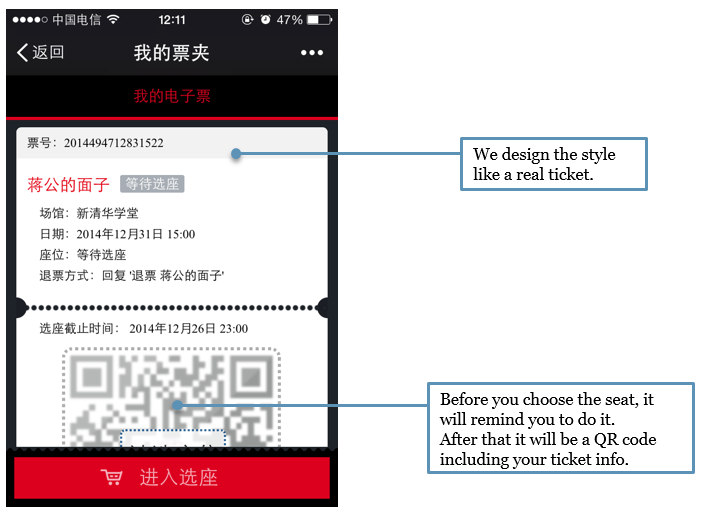 中国电信 12:11 47%
返回 我的票夹
我的电子票
票号：2014494712831522
蒋公的面子 等待选座
场馆：新清华学堂
日期：2014年12月31日 15:00
座位：等待选座
退票方式：回复 '退票 蒋公的面子'
选座截止时间： 2014年12月26日 23:00
进入选座
We design the style
like a real ticket.
Before you choose the seat, it
will remind you to do it.
After that it will be a QR code
including your ticket info.